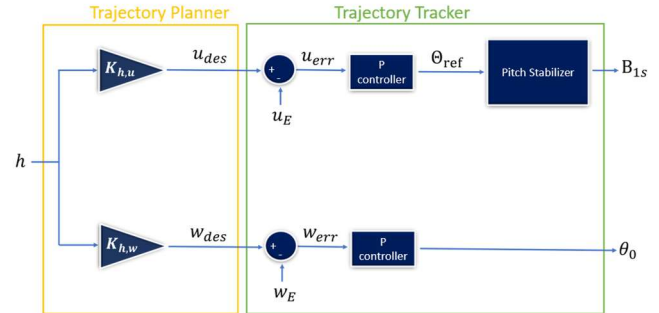 Trajectory Planner
Trajectory Tracker
K_{h,u}
u_{des}
+
-
u_{err}
P
controller
Θ_{ref}
Pitch Stabilizer
B_{1s}
u_E
h
K_{h,w}
w_{des}
+
-
w_{err}
P
controller
θ_0
w_E